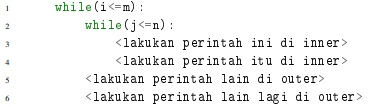 1 while(i<=m):
2 while(j<=n):
3 <lakukan perintah ini di inner>
4 <lakukan perintah itu di inner>
5 <lakukan perintah lain di outer>
6 <lakukan perintah lain lagi di outer>